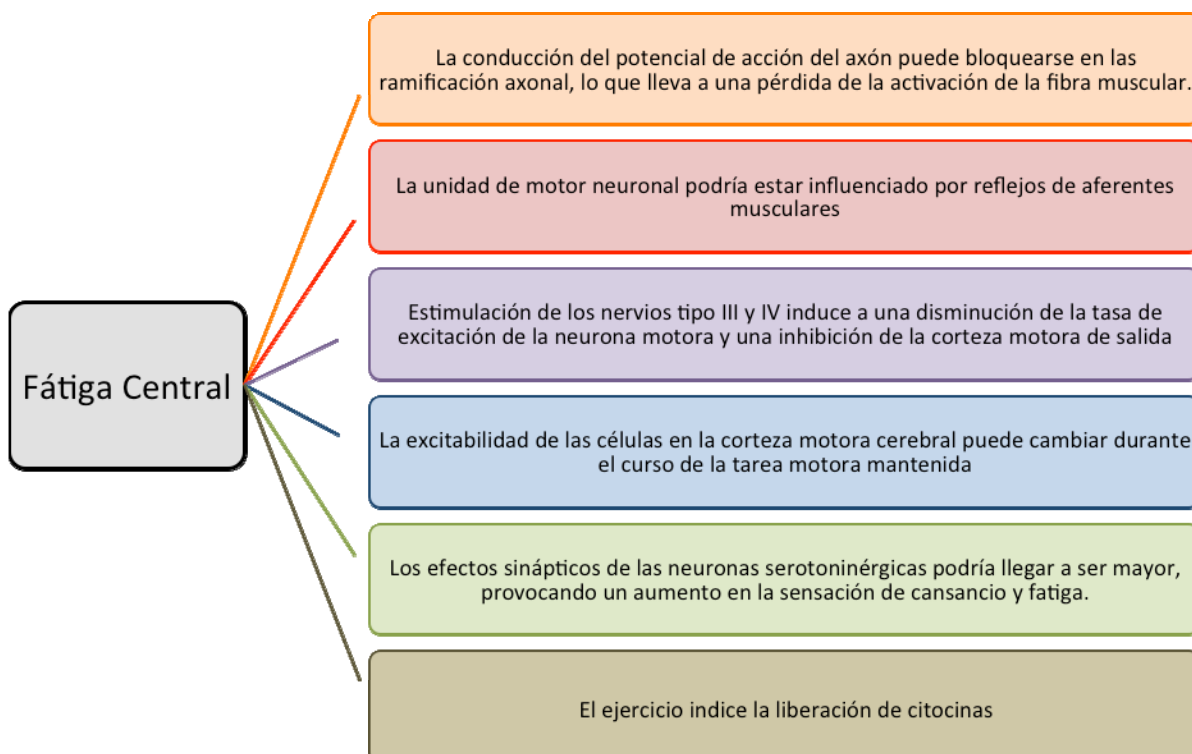 La conducción del potencial de acción del axón puede bloquearse en las
ramificación axonal, lo que lleva a una pérdida de la activación de la fibra muscular.
La unidad de motor neuronal podría estar influenciado por reflejos de aferentes
musculares
Estimulación de los nervios tipo III y IV induce a una disminución de la tasa de
excitación de la neurona motora y una inhibición de la corteza motora de salida
Fátiga Central
La excitabilidad de las células en la corteza motora cerebral puede cambiar durante
el curso de la tarea motora mantenida
Los efectos sinápticos de las neuronas serotoninérgicas podría llegar a ser mayor,
provocando un aumento en la sensación de cansancio y fatiga.
El ejercicio indice la liberación de citocinas